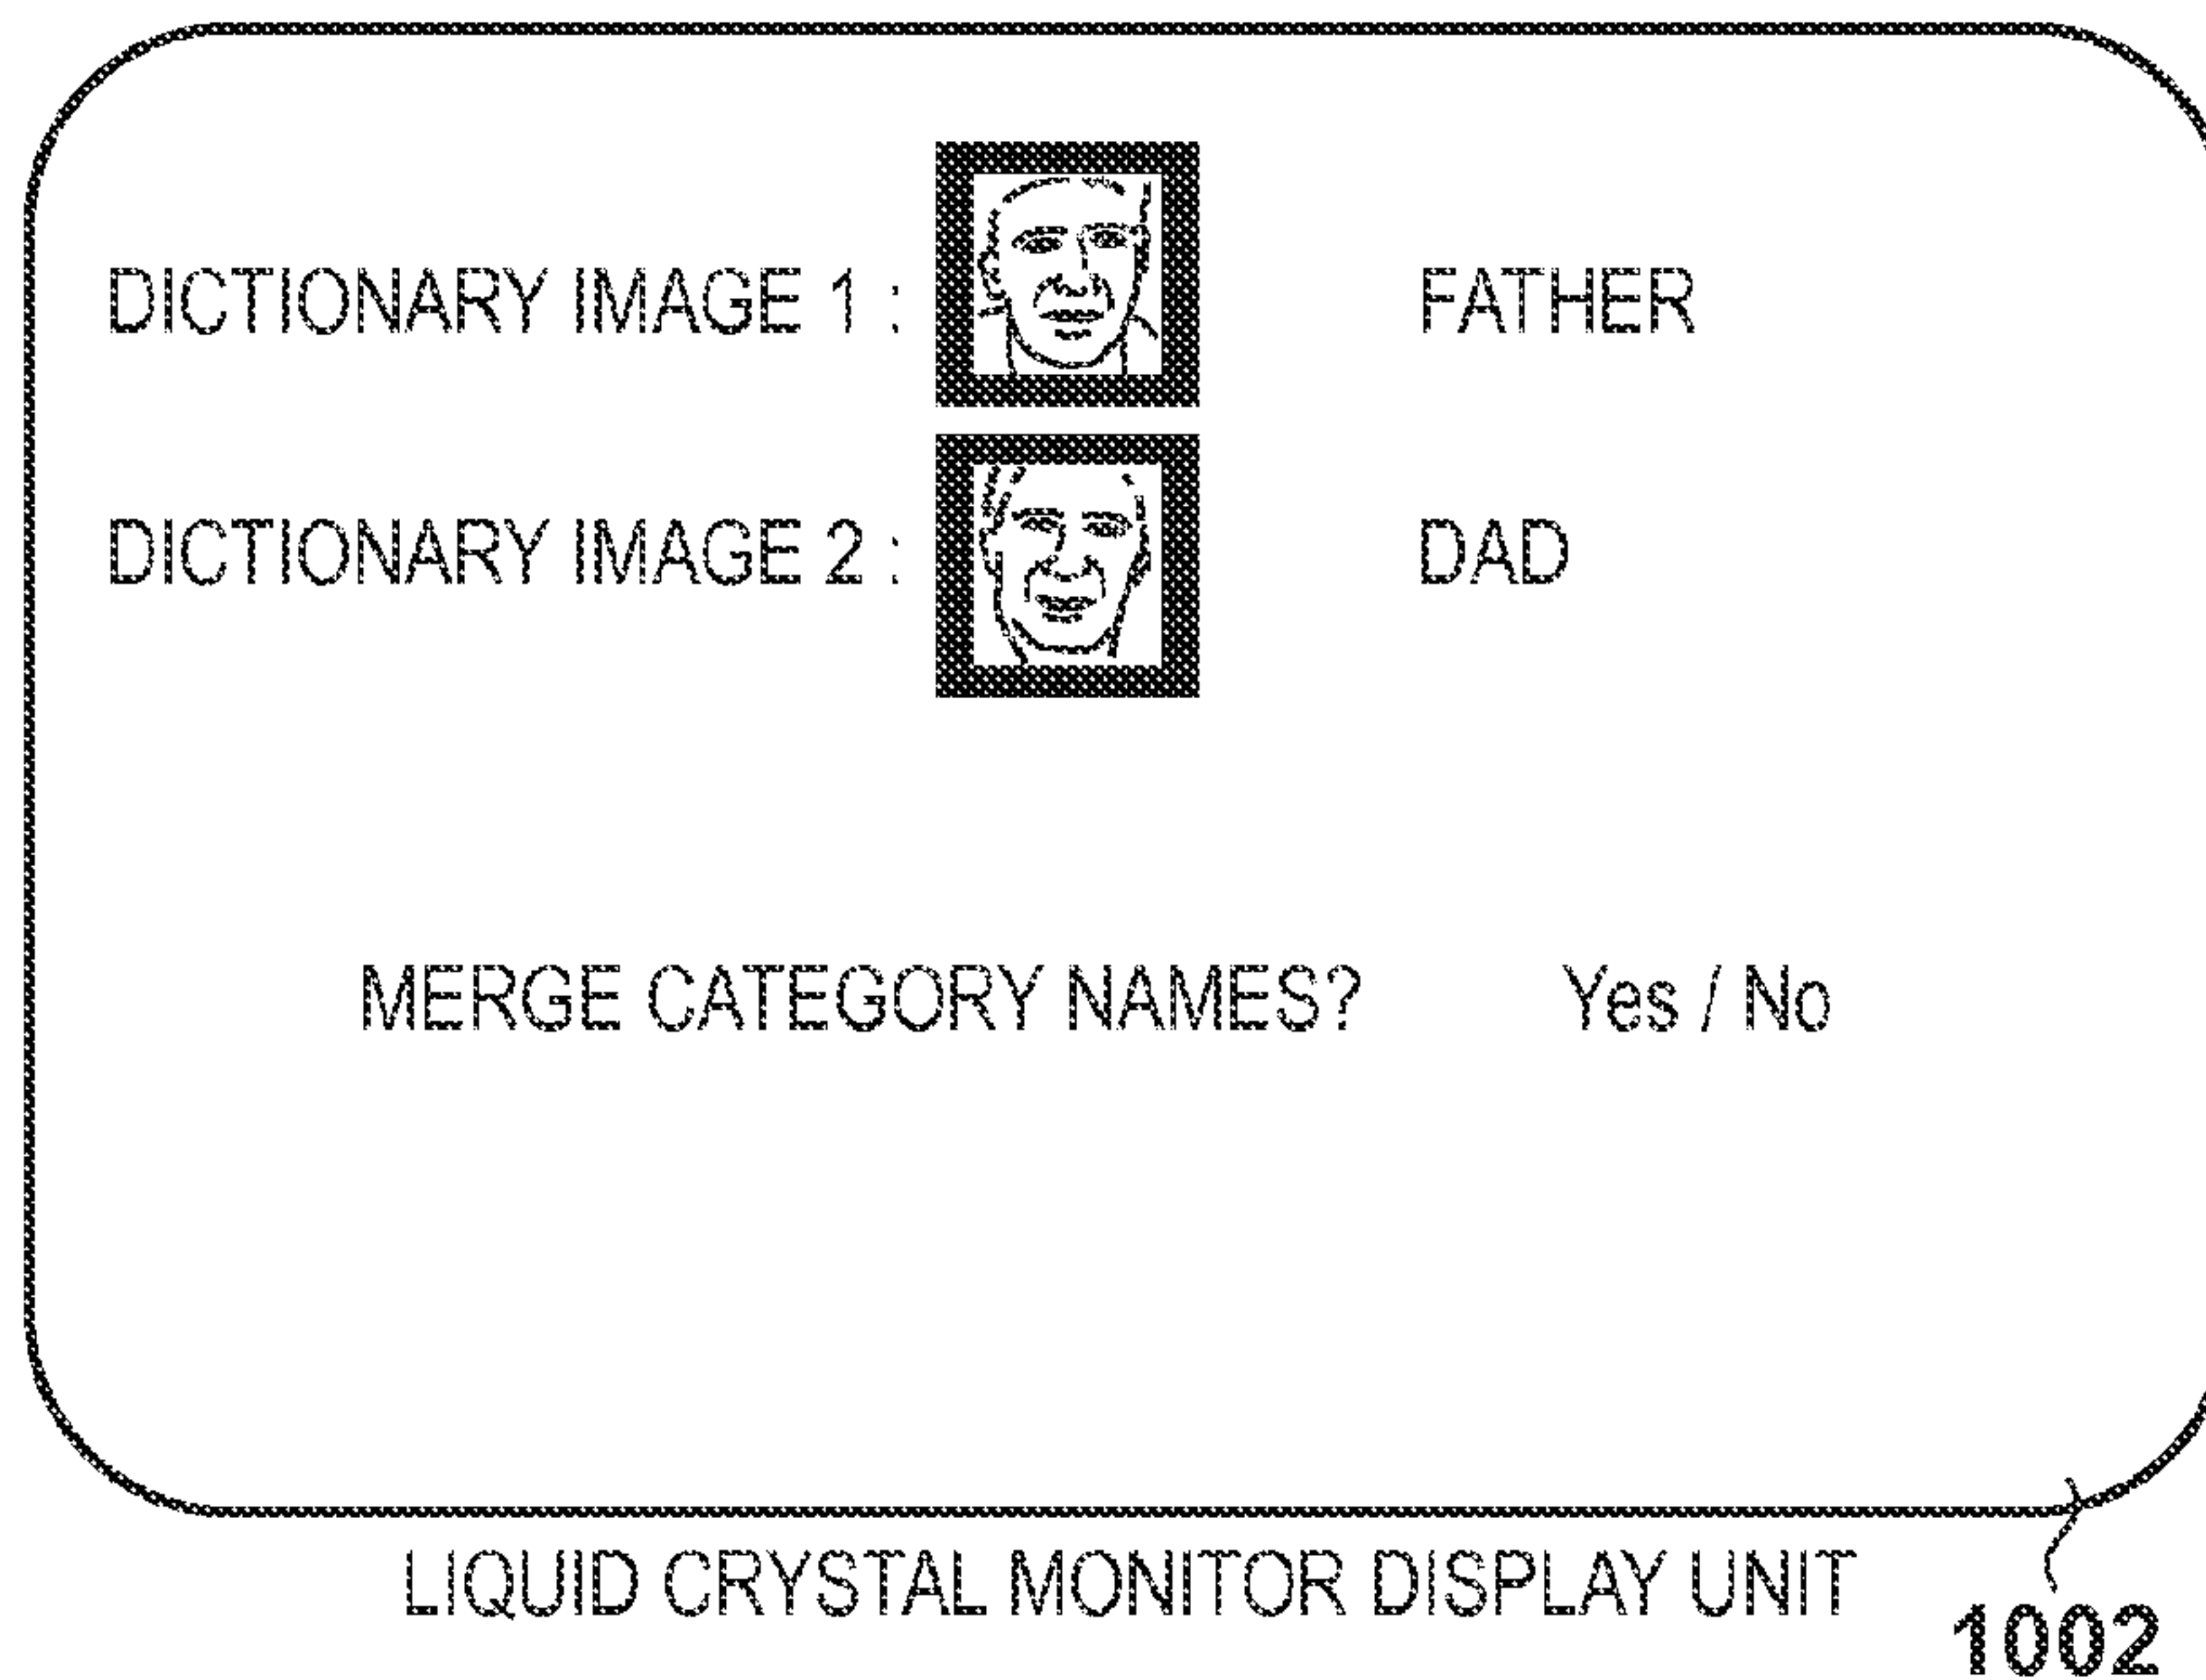 DICTIONARY IMAGE 1 : FATHER
DICTIONARY IMAGE 2 : DAD
MERGE CATEGORY NAMES? Yes / No
LIQUID CRYSTAL MONITOR DISPLAY UNIT
1002